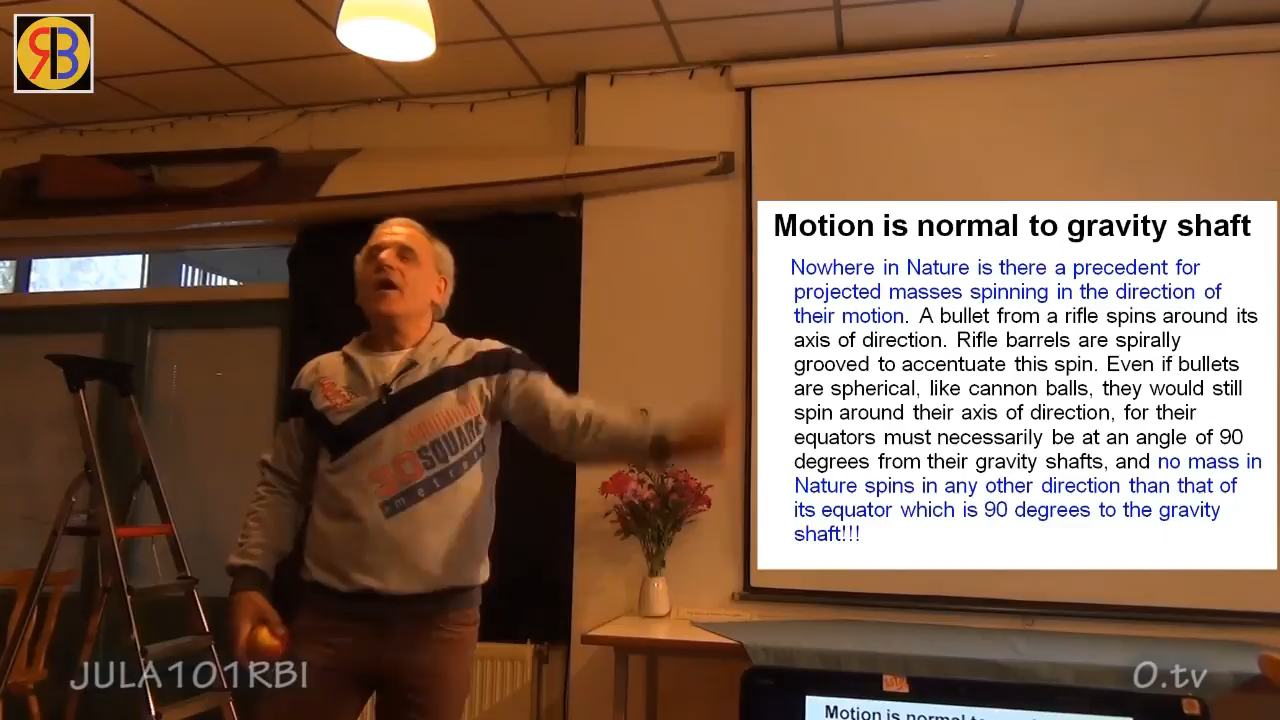 RB
Motion is normal to gravity shaft
Nowhere in Nature is there a precedent for
projected masses spinning in the direction of
their motion. A bullet from a rifle spins around its
axis of direction. Rifle barrels are spirally
grooved to accentuate this spin. Even if bullets
are spherical, like cannon balls, they would still
spin around their axis of direction, for their
equators must necessarily be at an angle of 90
degrees from their gravity shafts, and no mass in
Nature spins in any other direction than that of
its equator which is 90 degrees to the gravity
shaft!!!
SQUARE
metra
JULA101RBI
O.tv
Motion is normal to